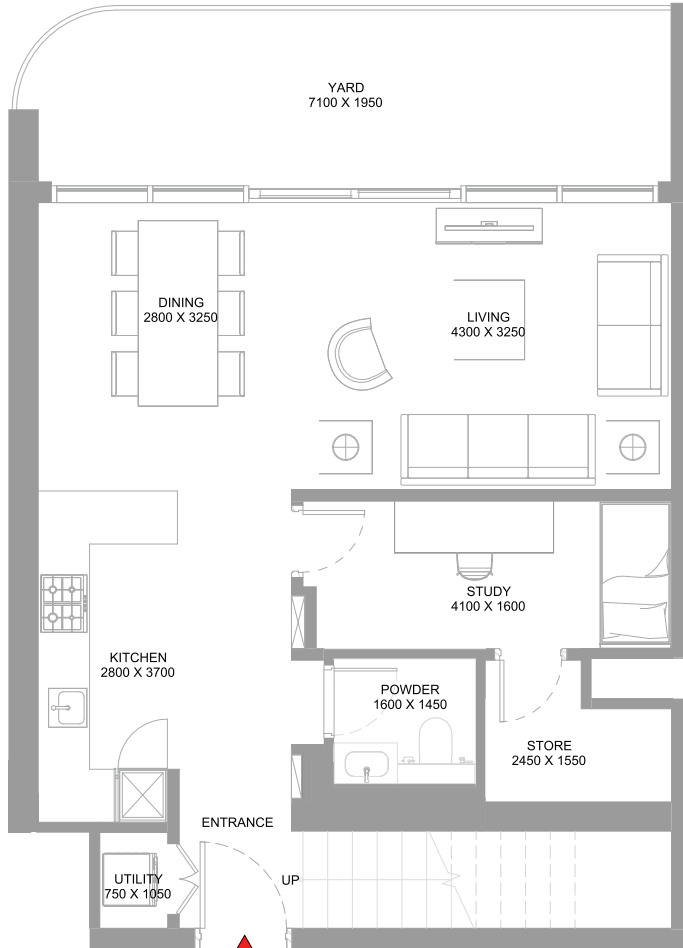 YARD
7100 X 1950
DINING
2800 X 3250
LIVING
4300 X 3250
STUDY
4100 X 1600
KITCHEN
2800 X 3700
POWDER
1600 X 1450
STORE
2450 X 1550
ENTRANCE
UTILITY
750 X 1050
UP